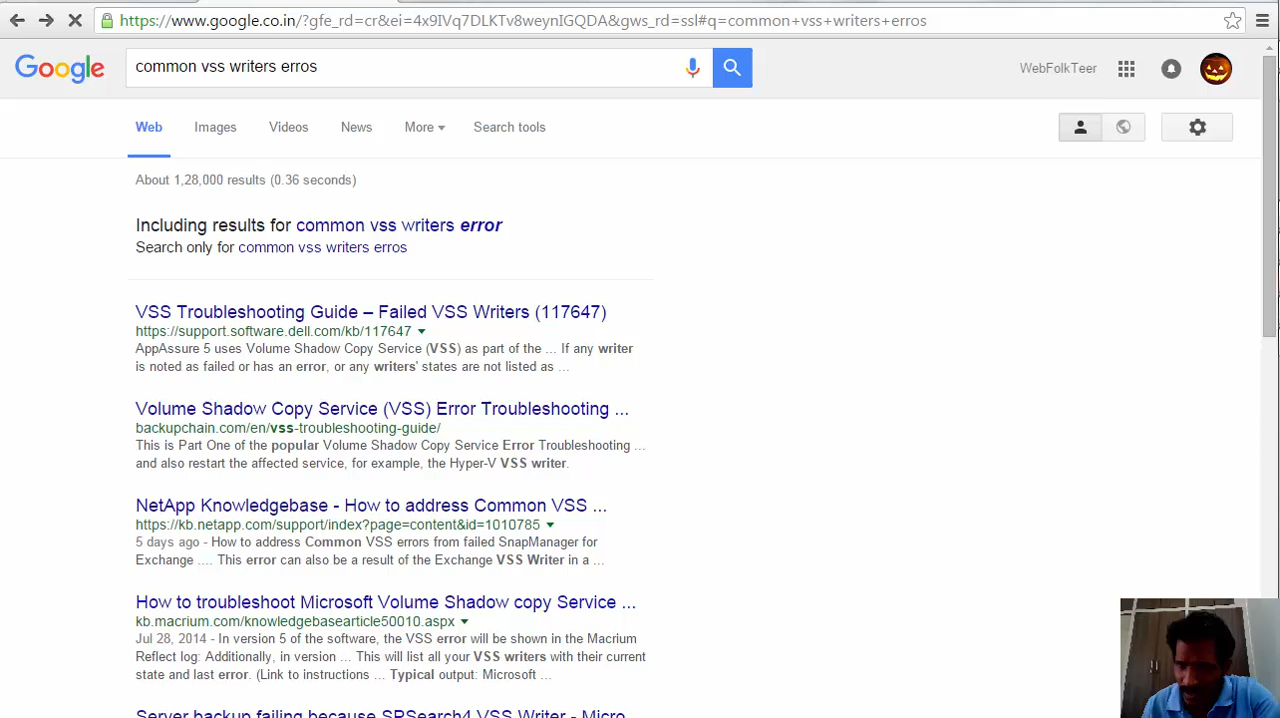 https://www.google.co.in/?gfe_rd=cr&ei=4x9IVq7DLKTv8weynIGQDA&gws_rd=ssl#q=common+vss+writers+erros
Google
common vss writers erros
WebFolkTeer
Web Images Videos News More Search tools
About 1,28,000 results (0.36 seconds)
Including results for common vss writers error
Search only for common vss writers erros
VSS Troubleshooting Guide – Failed VSS Writers (117647)
https://support.software.dell.com/kb/117647
AppAssure 5 uses Volume Shadow Copy Service (VSS) as part of the ... If any writer
is noted as failed or has an error, or any writers' states are not listed as ...
Volume Shadow Copy Service (VSS) Error Troubleshooting ...
backupchain.com/en/vss-troubleshooting-guide/
This is Part One of the popular Volume Shadow Copy Service Error Troubleshooting ...
and also restart the affected service, for example, the Hyper-V VSS writer.
NetApp Knowledgebase - How to address Common VSS ...
https://kb.netapp.com/support/index?page=content&id=1010785
5 days ago - How to address Common VSS errors from failed SnapManager for
Exchange .... This error can also be a result of the Exchange VSS Writer in a ...
How to troubleshoot Microsoft Volume Shadow copy Service ...
kb.macrium.com/knowledgebasearticle50010.aspx
Jul 28, 2014 - In version 5 of the software, the VSS error will be shown in the Macrium
Reflect log: Additionally, in version ... This will list all your VSS writers with their current
state and last error. (Link to instructions ... Typical output: Microsoft ...
Server backup failing because SPSearch4 VSS Writer - Micro...